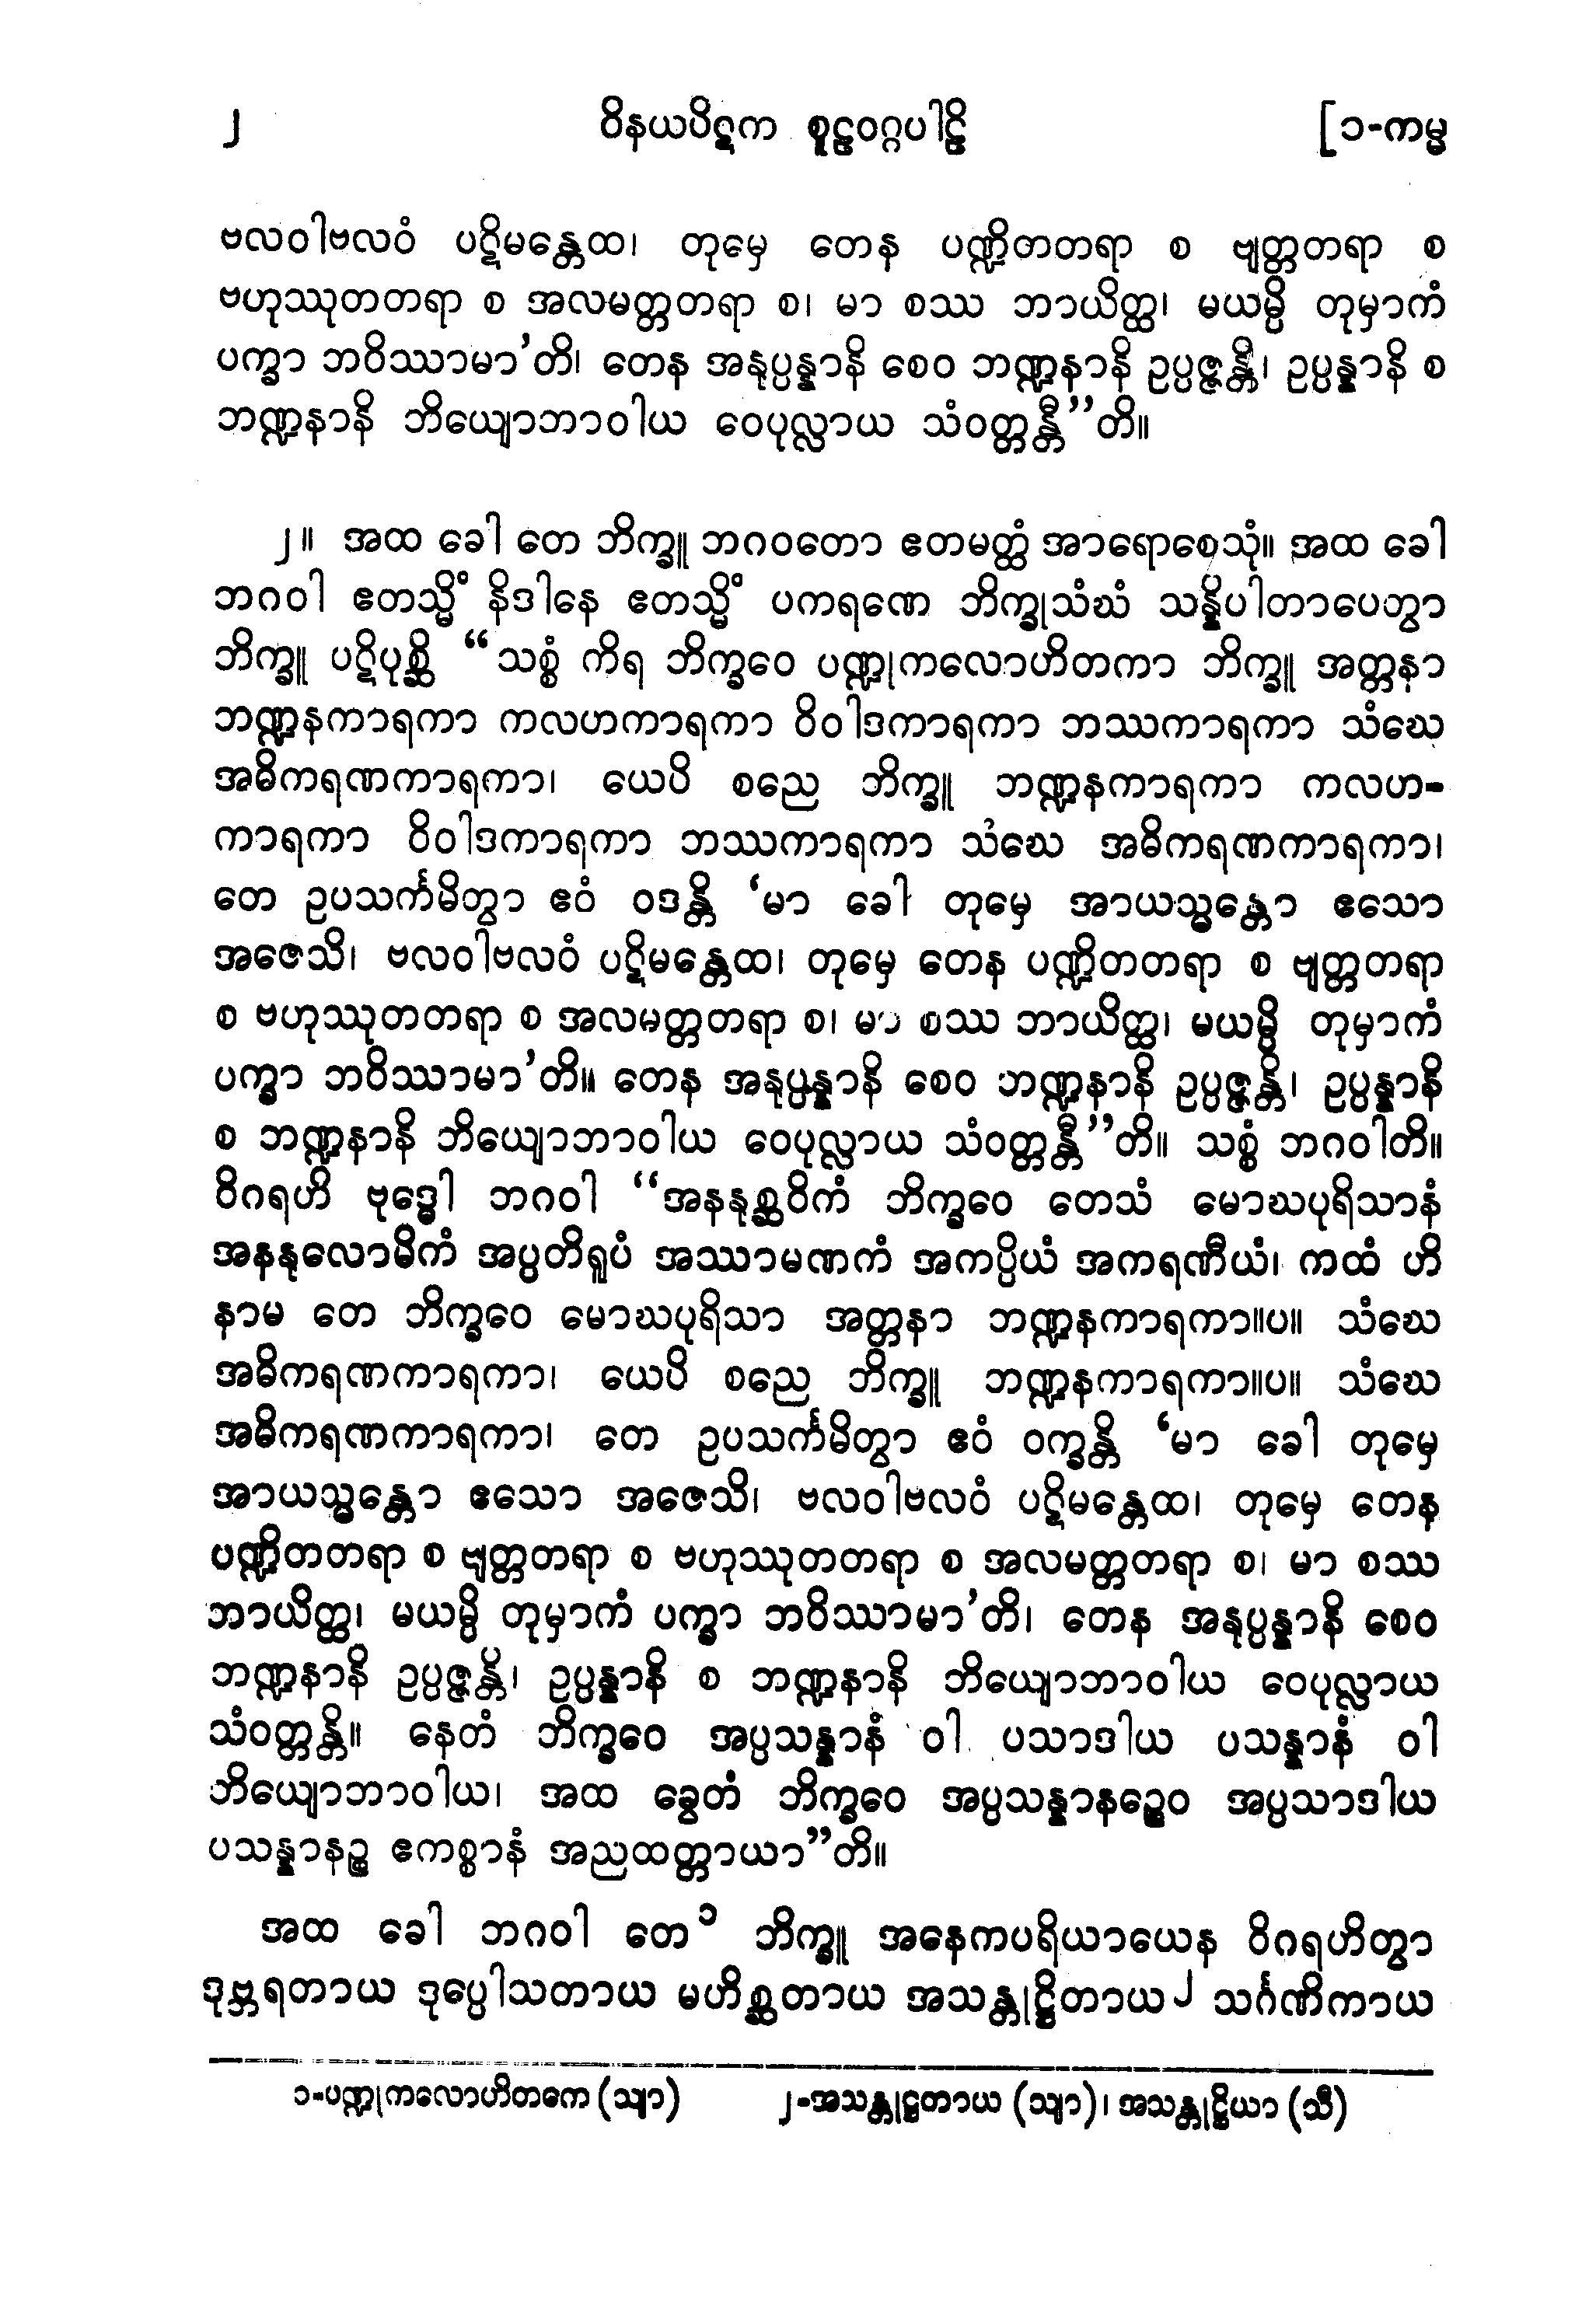 ၂ ဝိနယပိဋက စူဠဝဂ္ဂပါဠိ [၁-ကမ္မ
ဗလဝါဗလဝံ ပဋိမန္တေထ၊ တုမှေ တေန ပဏ္ဍိတတရာ စ ဗျတ္တတရာ စ
ဗဟုဿုတတရာ စ အလမတ္တတရာ စ၊ မာ စဿ ဘာယိတ္ထ၊ မယမ္ပိ တုမှာကံ
ပက္ခာ ဘဝိဿာမာ’တိ၊ တေန အနုပ္ပန္နာနိ စေဝ ဘဏ္ဍနာနိ ဥပ္ပဇ္ဇန္တိ၊ ဥပ္ပန္နာနိ စ
ဘဏ္ဍနာနိ ဘိယျောဘာဝါယ ဝေပုလ္လာယ သံဝတ္တန္တီ”တိ။
၂။ အထ ခေါ တေ ဘိက္ခူ ဘဂဝတော ဧတမတ္ထံ အာရောစေသုံ။ အထ ခေါ
ဘဂဝါ ဧတသ္မိံ နိဒါနေ ဧတသ္မိံ ပကရဏေ ဘိက္ခုသံဃံ သန္နိပါတာပေတွာ
ဘိက္ခူ ပဋိပုစ္ဆိ “သစ္စံ ကိရ ဘိက္ခဝေ ပဏ္ဍုကလောဟိတကာ ဘိက္ခူ အတ္တနာ
ဘဏ္ဍနကာရကာ ကလဟကာရကာ ဝိဝါဒကာရကာ ဘဿကာရကာ သံဃေ
အဓိကရဏကာရကာ၊ ယေပိ စညေ ဘိက္ခူ ဘဏ္ဍနကာရကာ ကလဟ-
ကာရကာ ဝိဝါဒကာရကာ ဘဿကာရကာ သံဃေ အဓိကရဏကာရကာ၊
တေ ဥပသင်္ကမိတွာ ဧဝံ ဝဒန္တိ ‘မာ ခေါ တုမှေ အာယသ္မန္တော ဧသော
အဇေသိ၊ ဗလဝါဗလဝံ ပဋိမန္တေထ၊ တုမှေ တေန ပဏ္ဍိတတရာ စ ဗျတ္တတရာ
စ ဗဟုဿုတတရာ စ အလမတ္တတရာ စ၊ မာ စဿ ဘာယိတ္ထ၊ မယမ္ပိ တုမှာကံ
ပက္ခာ ဘဝိဿာမာ’တိ။ တေန အနုပ္ပန္နာနိ စေဝ ဘဏ္ဍနာနိ ဥပ္ပဇ္ဇန္တိ၊ ဥပ္ပန္နာနိ
စ ဘဏ္ဍနာနိ ဘိယျောဘာဝါယ ဝေပုလ္လာယ သံဝတ္တန္တီ”တိ။ သစ္စံ ဘဂဝါတိ။
ဝိဂရဟိ ဗုဒ္ဓေါ ဘဂဝါ “အနနုစ္ဆဝိကံ ဘိက္ခဝေ တေသံ မောဃပုရိသာနံ
အနနုလောမိကံ အပ္ပတိရူပံ အဿာမဏကံ အကပ္ပိယံ အကရဏီယံ၊ ကထံ ဟိ
နာမ တေ ဘိက္ခဝေ မောဃပုရိသာ အတ္တနာ ဘဏ္ဍနကာရကာ။ပ။ သံဃေ
အဓိကရဏကာရကာ၊ ယေပိ စညေ ဘိက္ခူ ဘဏ္ဍနကာရကာ။ပ။ သံဃေ
အဓိကရဏကာရကာ၊ တေ ဥပသင်္ကမိတွာ ဧဝံ ဝက္ခန္တိ ‘မာ ခေါ တုမှေ
အာယသ္မန္တော ဧသော အဇေသိ၊ ဗလဝါဗလဝံ ပဋိမန္တေထ၊ တုမှေ တေန
ပဏ္ဍိတတရာ စ ဗျတ္တတရာ စ ဗဟုဿုတတရာ စ အလမတ္တတရာ စ၊ မာ စဿ
ဘာယိတ္ထ၊ မယမ္ပိ တုမှာကံ ပက္ခာ ဘဝိဿာမာ’တိ၊ တေန အနုပ္ပန္နာနိ စေဝ
ဘဏ္ဍနာနိ ဥပ္ပဇ္ဇန္တိ၊ ဥပ္ပန္နာနိ စ ဘဏ္ဍနာနိ ဘိယျောဘာဝါယ ဝေပုလ္လာယ
သံဝတ္တန္တိ။ နေတံ ဘိက္ခဝေ အပ္ပသန္နာနံ ဝါ ပသာဒါယ ပသန္နာနံ ဝါ
ဘိယျောဘာဝါယ၊ အထ ခွေတံ ဘိက္ခဝေ အပ္ပသန္နာနဉ္စေဝ အပ္ပသာဒါယ
ပသန္နာနဉ္စ ဧကစ္စာနံ အညထတ္တာယာ”တိ။
အထ ခေါ ဘဂဝါ တေ၁ ဘိက္ခူ အနေကပရိယာယေန ဝိဂရဟိတွာ
ဒုဗ္ဘရတာယ ဒုပ္ပေါသတာယ မဟိစ္ဆတာယ အသန္တုဋ္ဌိတာယ၂ သင်္ဂဏိကာယ
၁-ပဏ္ဍုကလောဟိတကေ (သျာ) ၂-အသန္တုဋ္ဌတာယ (သျာ)၊ အသန္တုဋ္ဌိယာ (သီ)